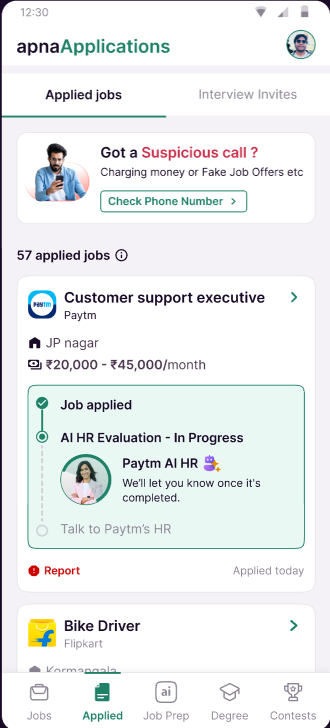 12:30
apnaApplications
Applied jobs
Interview Invites
Got a Suspicious call ?
Charging money or Fake Job Offers etc
Check Phone Number >
57 applied jobs
Paytm
Customer support executive
Paytm
JP nagar
₹20,000 - ₹45,000/month
Job applied
AI HR Evaluation - In Progress
Paytm AI HR
We'll let you know once it's
completed.
Talk to Paytm's HR
Report
Applied today
Bike Driver
Flipkart
Kormangala
Jobs
Applied
ai
Job Prep
Degree
Contests